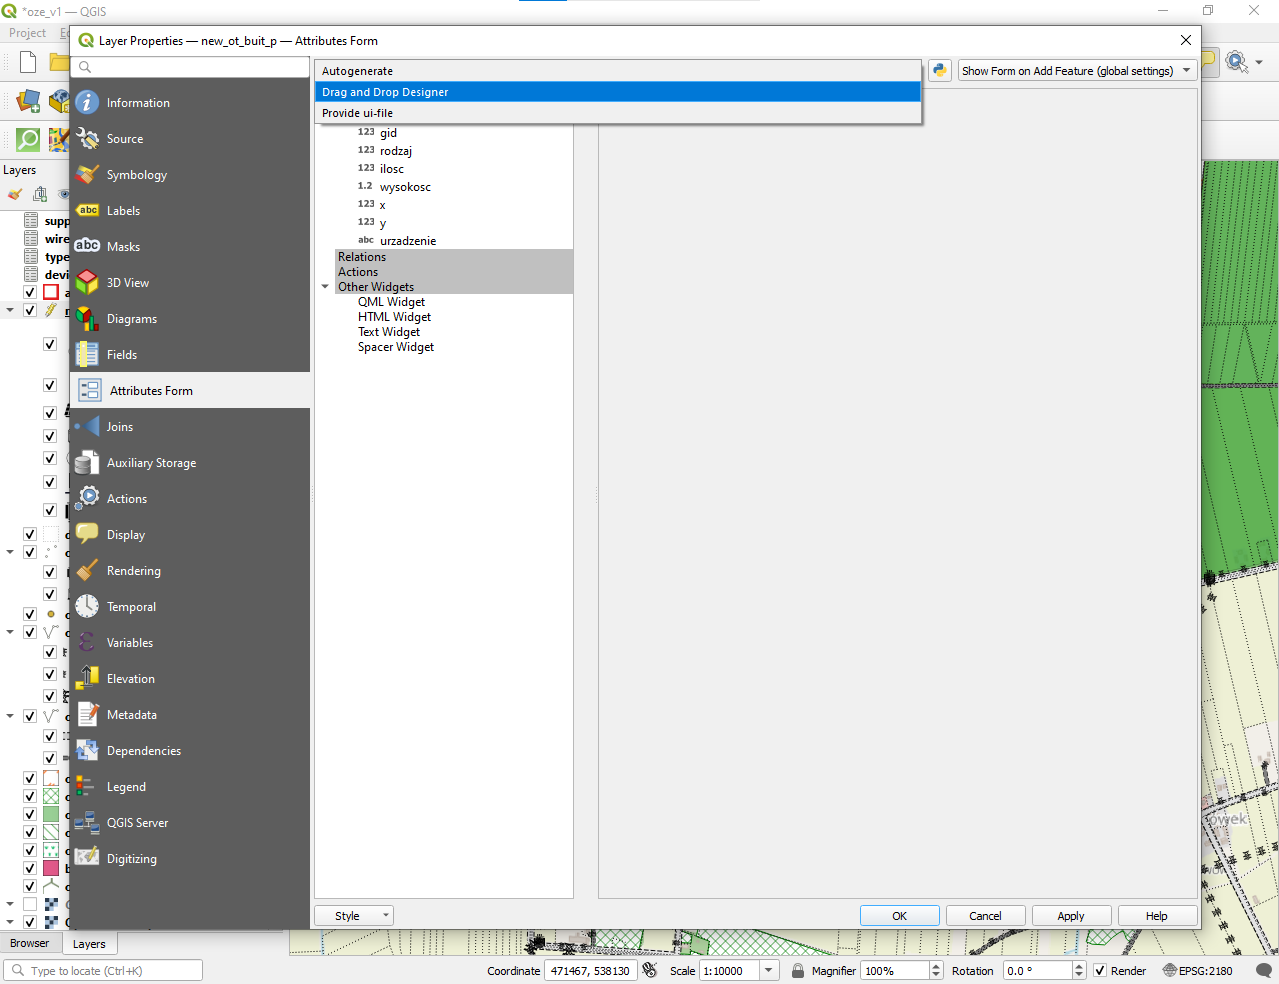 *oze_v1 — QGIS
Project
Layer Properties — new_ot_buit_p — Attributes Form
Autogenerate
Drag and Drop Designer
Provide ui-file
Show Form on Add Feature (global settings)
Information
Source
Symbology
Labels
Masks
3D View
Diagrams
Fields
Attributes Form
Joins
Auxiliary Storage
Actions
Display
Rendering
Temporal
Variables
Elevation
Metadata
Dependencies
Legend
QGIS Server
Digitizing
123 gid
123 rodzaj
123 ilosc
1.2 wysokosc
123 x
123 y
abc urzadzenie
Relations
Actions
Other Widgets
QML Widget
HTML Widget
Text Widget
Spacer Widget
Layers
supp
wire
type
devi
Style
OK
Cancel
Apply
Help
owek
Browser
Layers
Type to locate (Ctrl+K)
Coordinate 471467, 538130
Scale 1:10000
Magnifier 100%
Rotation 0.0 °
Render
EPSG:2180